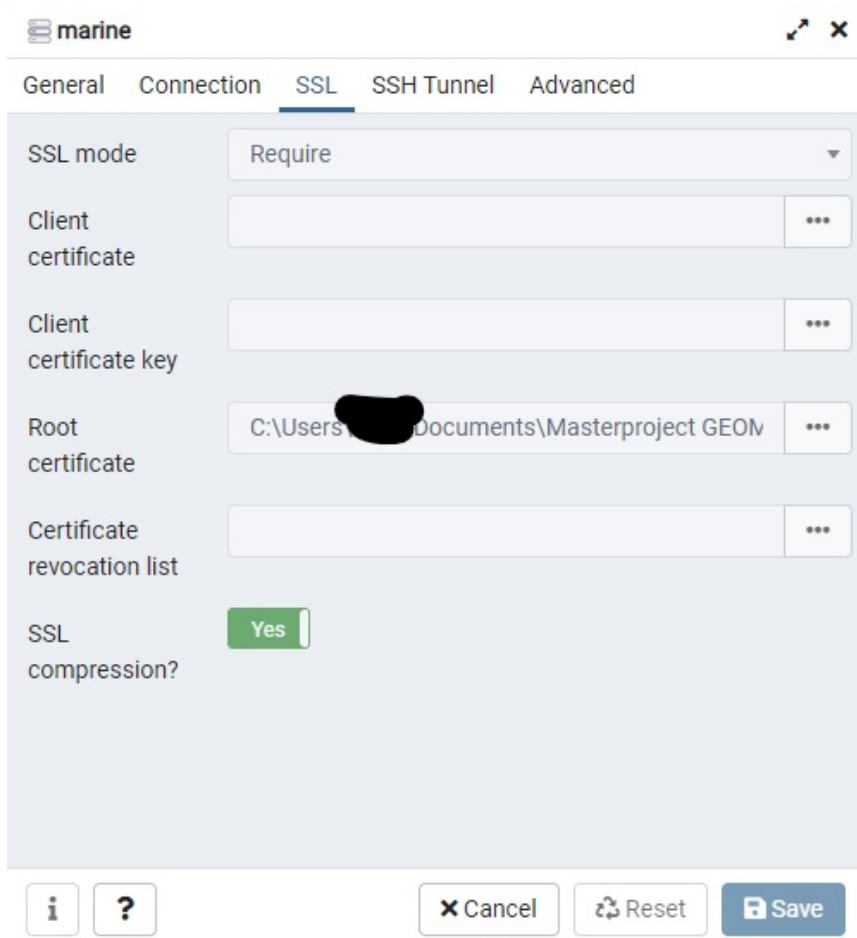 marine
General Connection SSL SSH Tunnel Advanced
SSL mode Require
Client
certificate
Client
certificate key
Root
certificate
C:\Users\ Documents\Masterproject GEOM
Certificate
revocation list
SSL
compression?
Yes
i ? Cancel Reset Save